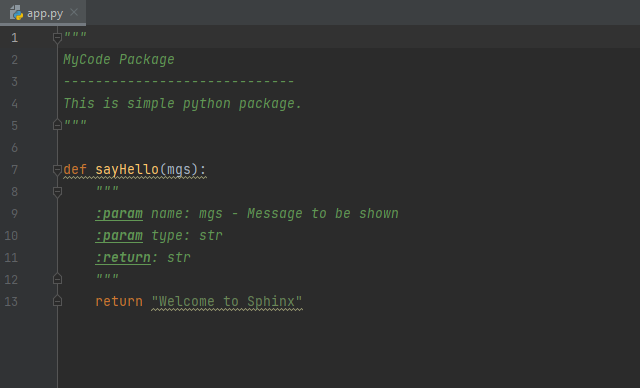 app.py
1 """
2 MyCode Package
3 -----------------------------
4 This is simple python package.
5 """
6
7 def sayHello(mgs):
8     """
9     :param name: mgs - Message to be shown
10     :param type: str
11     :return: str
12     """
13     return "Welcome to Sphinx"